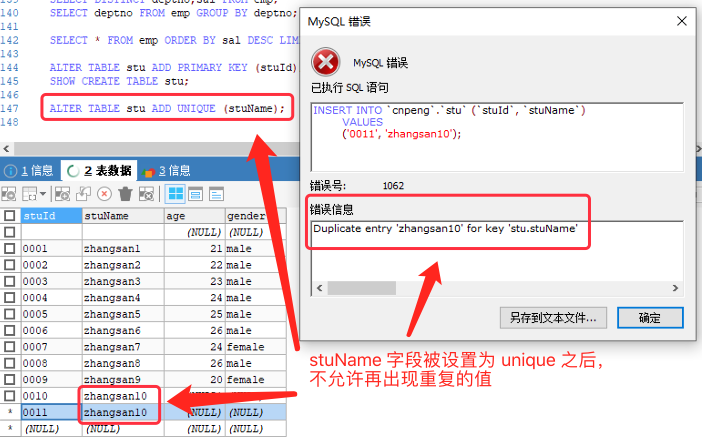 139 SELECT DISTINCT deptno,sal FROM emp;
140 SELECT deptno FROM emp GROUP BY deptno;
141
142 SELECT * FROM emp ORDER BY sal DESC LIM
143
144 ALTER TABLE stu ADD PRIMARY KEY (stuId)
145 SHOW CREATE TABLE stu;
146
147 ALTER TABLE stu ADD UNIQUE (stuName);
148
1 信息 2 表数据 3 信息
stuId stuName age gender
(NULL) (NULL)
0001 zhangsan1 21 male
0002 zhangsan2 22 male
0003 zhangsan3 23 male
0004 zhangsan4 24 male
0005 zhangsan5 25 male
0006 zhangsan6 26 male
0007 zhangsan7 24 female
0008 zhangsan8 26 male
0009 zhangsan9 20 female
0010 zhangsan10 (NULL) (NULL)
* 0011 zhangsan10 (NULL) (NULL)
* (NULL) (NULL) (NULL) (NULL)
MySQL 错误
MySQL 错误
已执行 SQL 语句
INSERT INTO `cnpeng`.`stu` (`stuId`, `stuName`)
VALUES
('0011', 'zhangsan10');
错误号: 1062
错误信息
Duplicate entry 'zhangsan10' for key 'stu.stuName'
另存到文本文件... 确定
stuName 字段被设置为 unique 之后,
不允许再出现重复的值